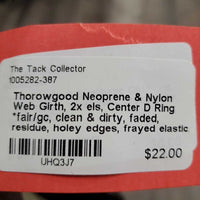 The Tack Collector
1005282-387
Thorowgood Neoprene & Nylon
Web Girth, 2x els, Center D Ring
*fair/gc, clean & dirty, faded,
residue, holey edges, frayed elastic
UHQ3J7
$22.00